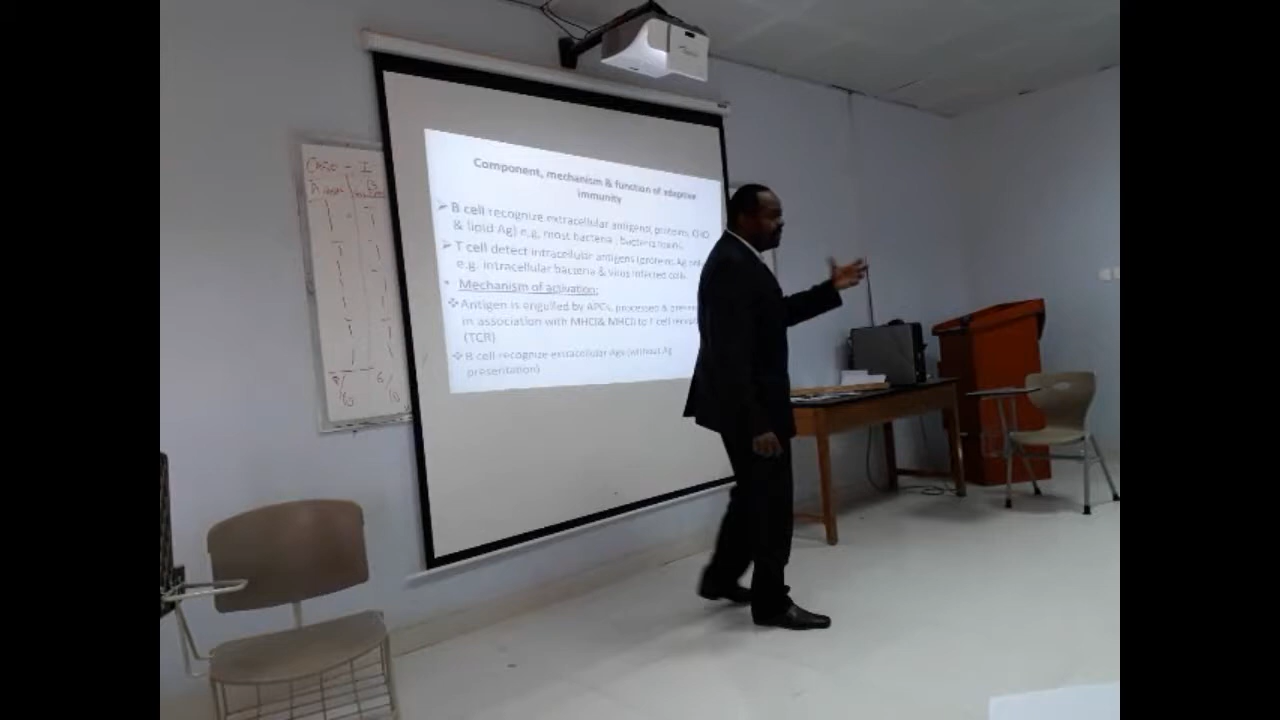 Component, mechanism & function of adaptive
immunity
➢ B cell recognize extracellular antigens( proteins, CHO
& lipid Ag) e.g. most bacteria , bacteria toxins
➢ T cell detect intracellular antigens (proteins Ag
e.g. intracellular bacteria & virus infected cells
• Mechanism of activation:
❖ Antigen is engulfed by APCs, processed &
in association with MHCI& MHCII to T cell
(TCR)
❖ B cell recognize extracellular Ags (without Ag
presentation)